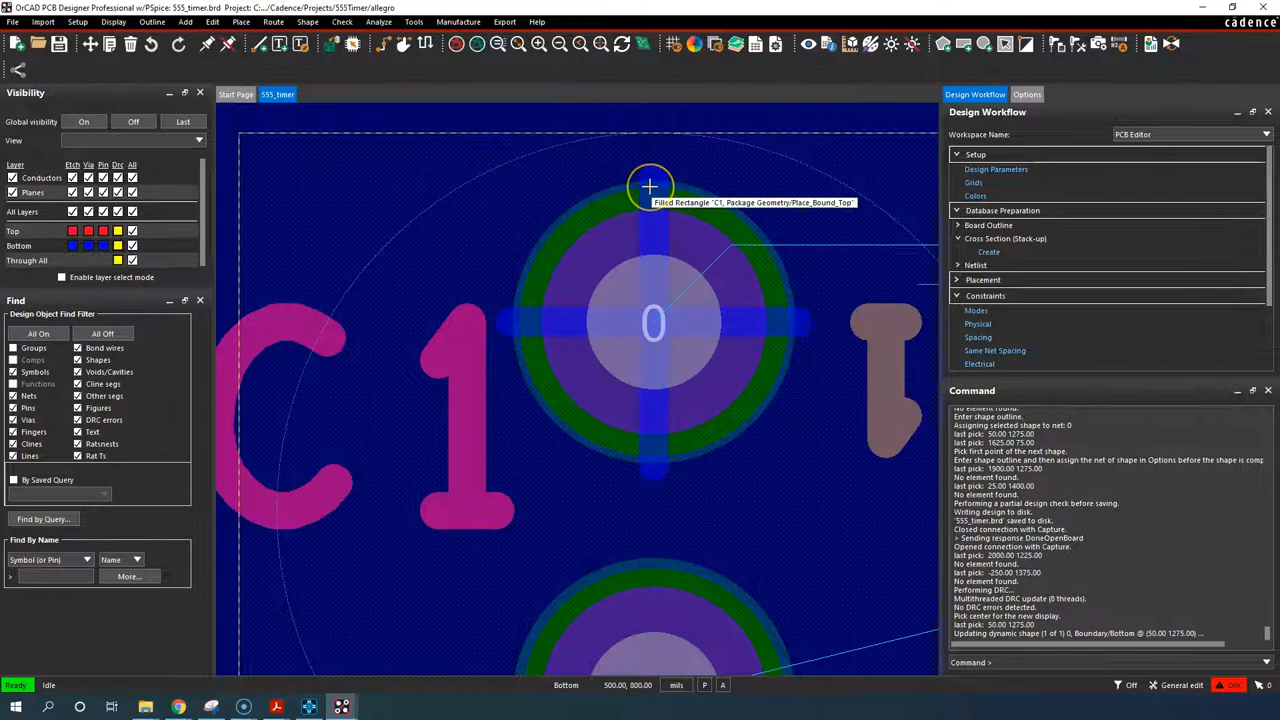 OrCAD PCB Designer Professional w/PSpice: 555_timer.brd Project: C:.../Cadence/Projects/555Timer/allegro
File Import Setup Display Outline Add Edit Place Route Shape Check Analyze Tools Manufacture Export Help
cadence
Visibility
Global visibility On Off Last
View
Layer Etch Via Pin Drc All
Conductors
Planes
All Layers
Top
Bottom
Through All
Enable layer select mode
Find
Design Object Find Filter
All On All Off
Groups Bond wires
Comps Shapes
Symbols Voids/Cavities
Functions Cline segs
Nets Other segs
Pins Figures
Vias DRC errors
Fingers Text
Clines Ratsnests
Lines Rat Ts
By Saved Query
Find by Query...
Find By Name
Symbol (or Pin) Name
> More...
Start Page 555_timer
Filled Rectangle "C1, Package Geometry/Place_Bound_Top"
0
C1
Design Workflow Options
Design Workflow
Workspace Name: PCB Editor
Setup
Design Parameters
Grids
Colors
Database Preparation
Board Outline
Cross Section (Stack-up)
Create
Netlist
Placement
Constraints
Modes
Physical
Spacing
Same Net Spacing
Electrical
Command
No element found.
Enter shape outline.
Assigning selected shape to net: 0
last pick: 50.00 1275.00
last pick: 1625.00 75.00
Pick first point of the next shape.
Enter shape outline and then assign the net of shape in Options before the shape is comp
last pick: 1900.00 1275.00
No element found.
last pick: 25.00 1400.00
No element found.
Performing a partial design check before saving.
Writing design to disk.
'555_timer.brd' saved to disk.
Closed connection with Capture.
> Sending response DoneOpenBoard
Opened connection with Capture.
last pick: 2000.00 1225.00
No element found.
last pick: -250.00 1375.00
No element found.
Performing DRC...
Multithreaded DRC update (8 threads).
No DRC errors detected.
Pick center for the new display.
last pick: 50.00 1275.00
Updating dynamic shape (1 of 1) 0, Boundary/Bottom @ (50.00 1275.00) ...
Command >
Ready Idle Bottom 500.00, 800.00 mils P A Off General edit DRC 0